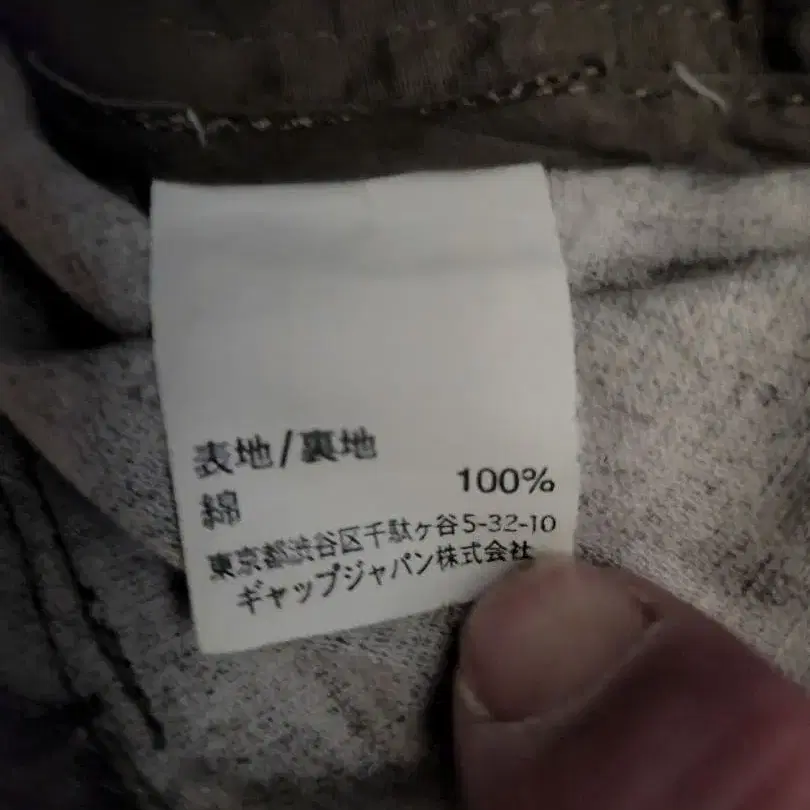 表地/裏地
綿 100%
東京都渋谷区千駄ヶ谷5-32-10
ギャップジャパン株式会社